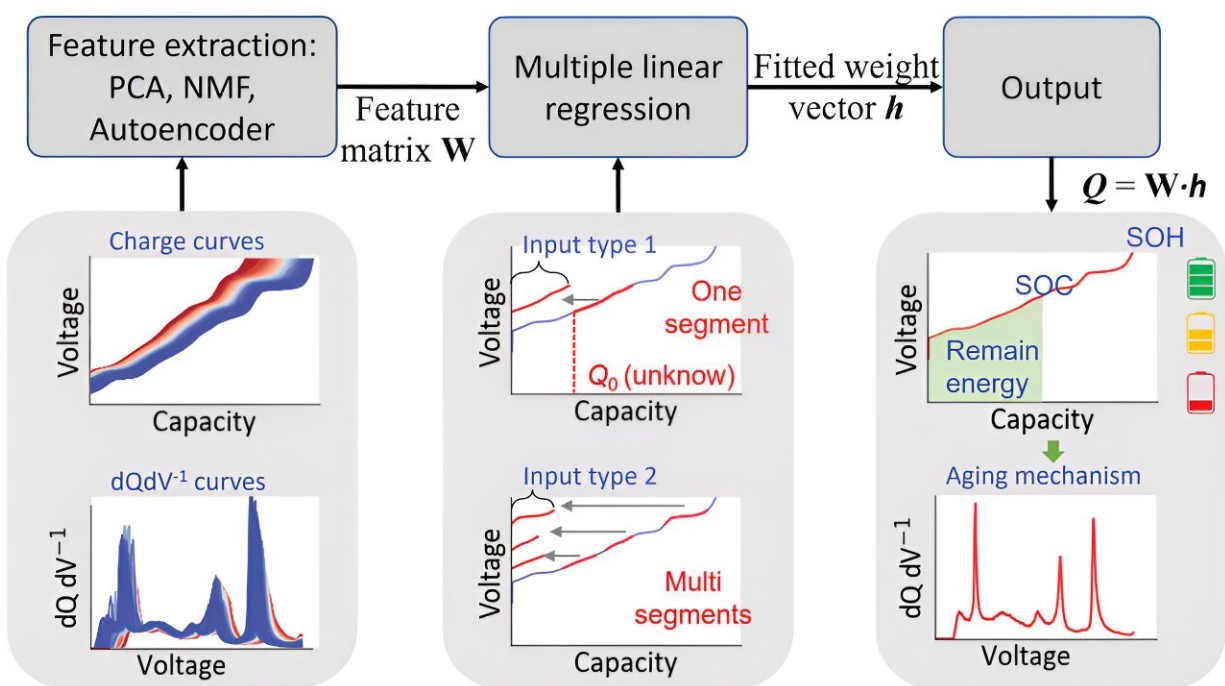 Feature extraction:
PCA, NMF,
Autoencoder
Feature
matrix W
Multiple linear
regression
Fitted weight
vector h
Output
Q = W·h
Charge curves
Voltage
Capacity
dQdV⁻¹ curves
dQ dV⁻¹
Voltage
Input type 1
Voltage
One
segment
Q₀ (unknow)
Capacity
Input type 2
Voltage
Multi
segments
Capacity
SOH
SOC
Voltage
Remain
energy
Capacity
Aging mechanism
dQ dV⁻¹
Voltage